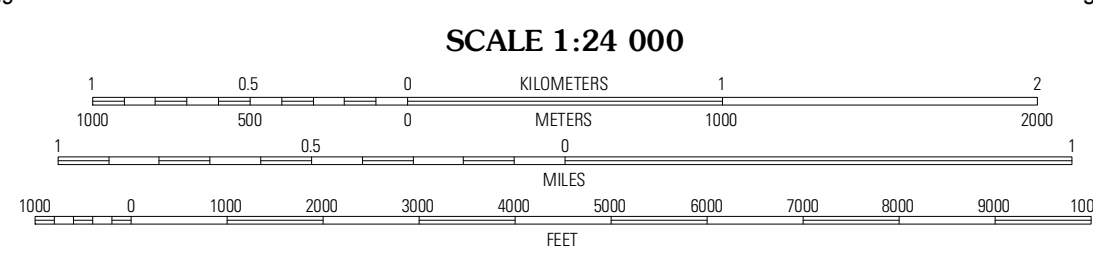 SCALE 1:24 000
1 0.5 0 KILOMETERS 1 2
1000 500 0 METERS 1000 2000
1 0.5 0 1
MILES
1000 0 1000 2000 3000 4000 5000 6000 7000 8000 9000 100
FEET